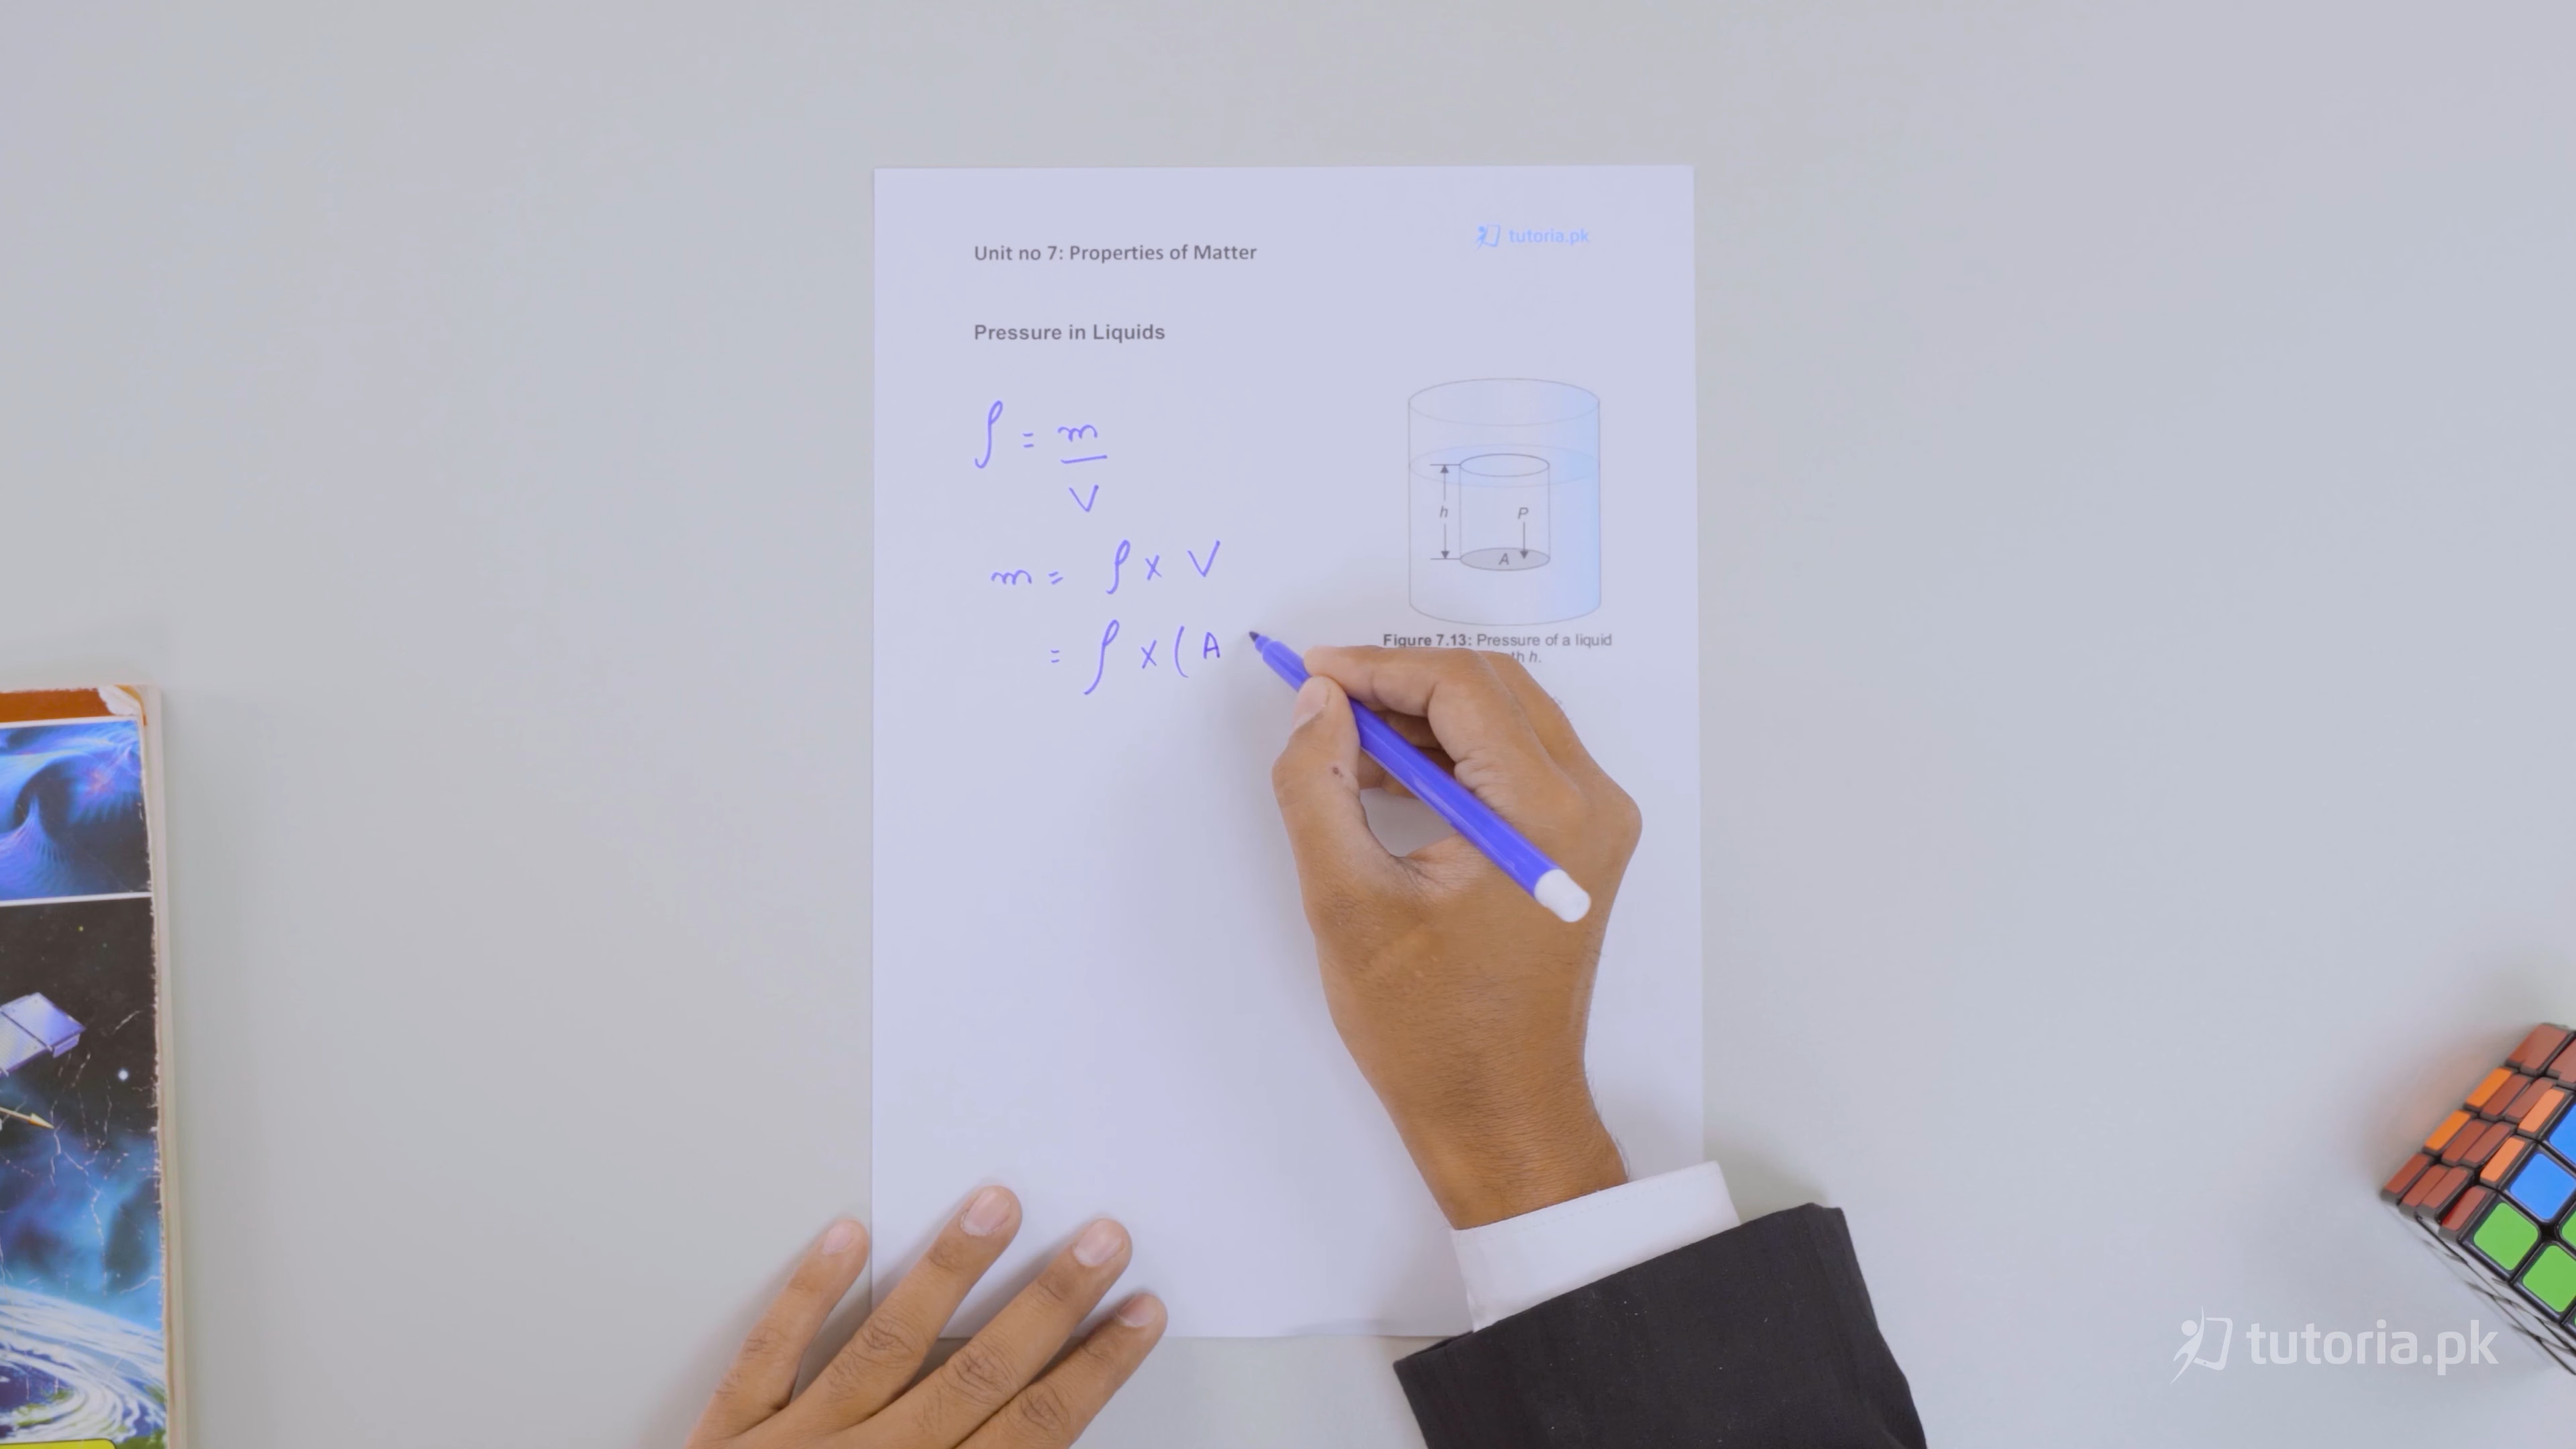 tutoria.pk
Unit no 7: Properties of Matter
Pressure in Liquids
ρ = m
V
m = ρ x V
= ρ x ( A
h
P
A
Figure 7.13: Pressure of a liquid
h.
tutoria.pk